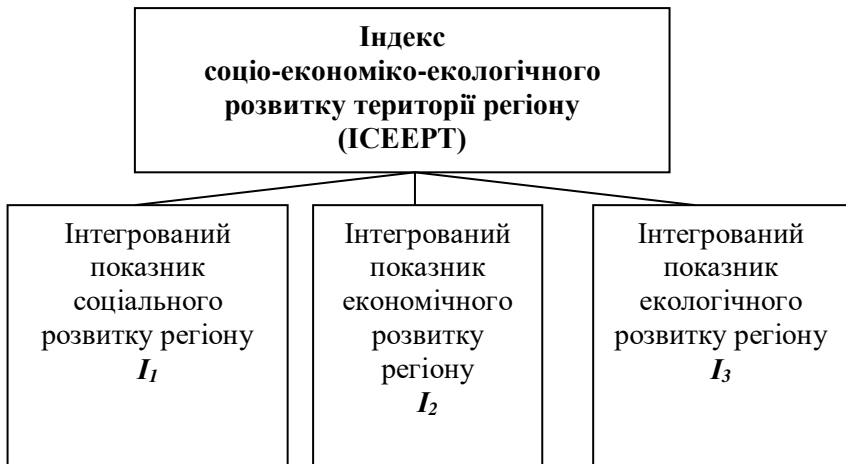 Індекс
соціо-економіко-екологічного
розвитку території регіону
(ІСЕЕРТ)
Інтегрований
показник
соціального
розвитку регіону
I1
Інтегрований
показник
економічного
розвитку
регіону
I2
Інтегрований
показник
екологічного
розвитку регіону
I3